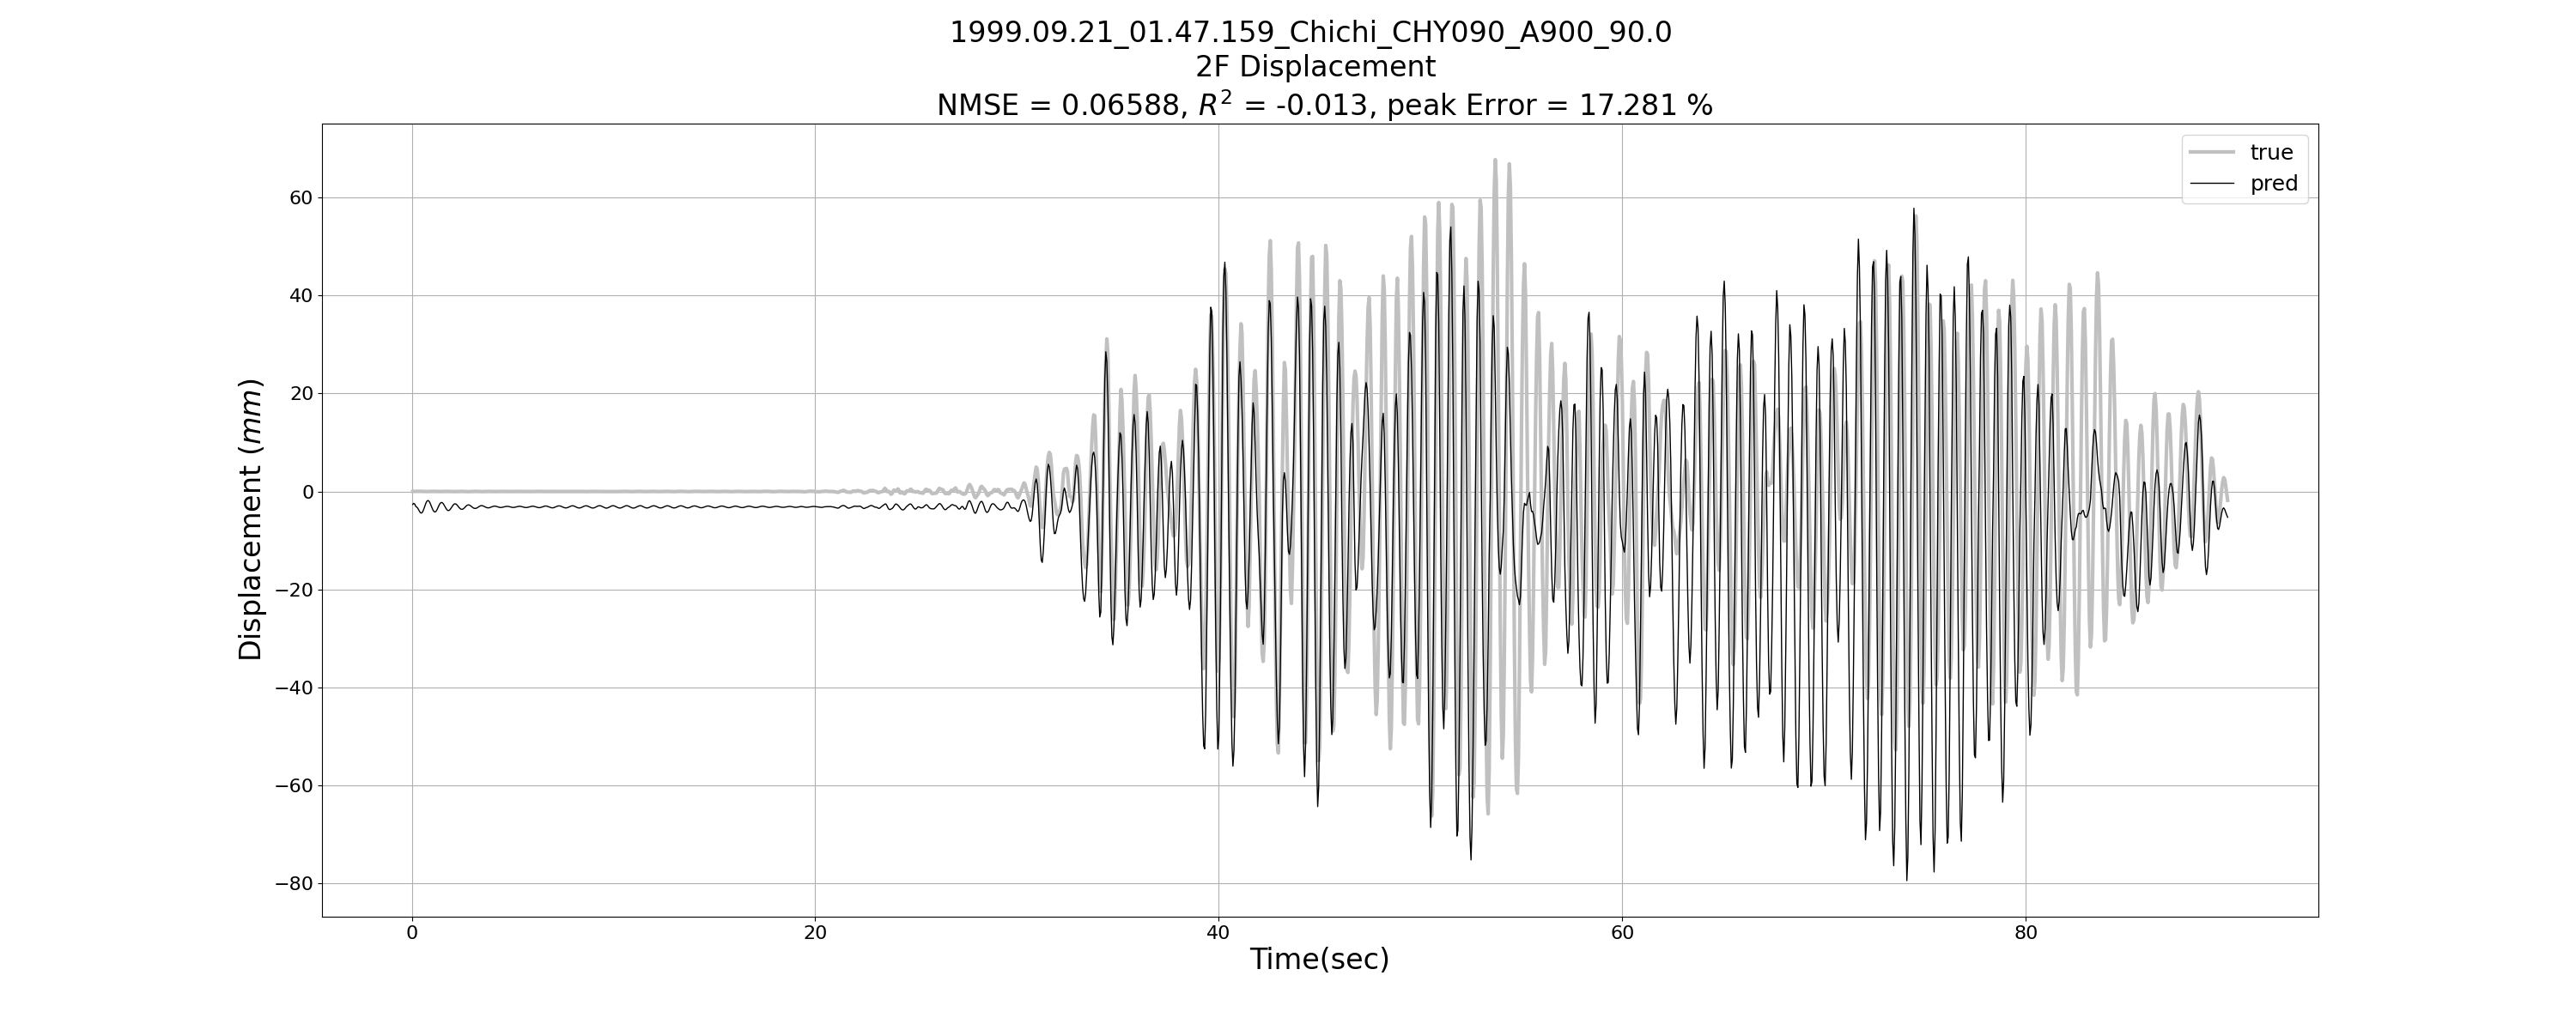 1999.09.21_01.47.159_Chichi_CHY090_A900_90.0
2F Displacement
NMSE = 0.06588, R² = -0.013, peak Error = 17.281 %
true
pred
Displacement (mm)
60
40
20
0
−20
−40
−60
−80
0 20 40 60 80
Time(sec)